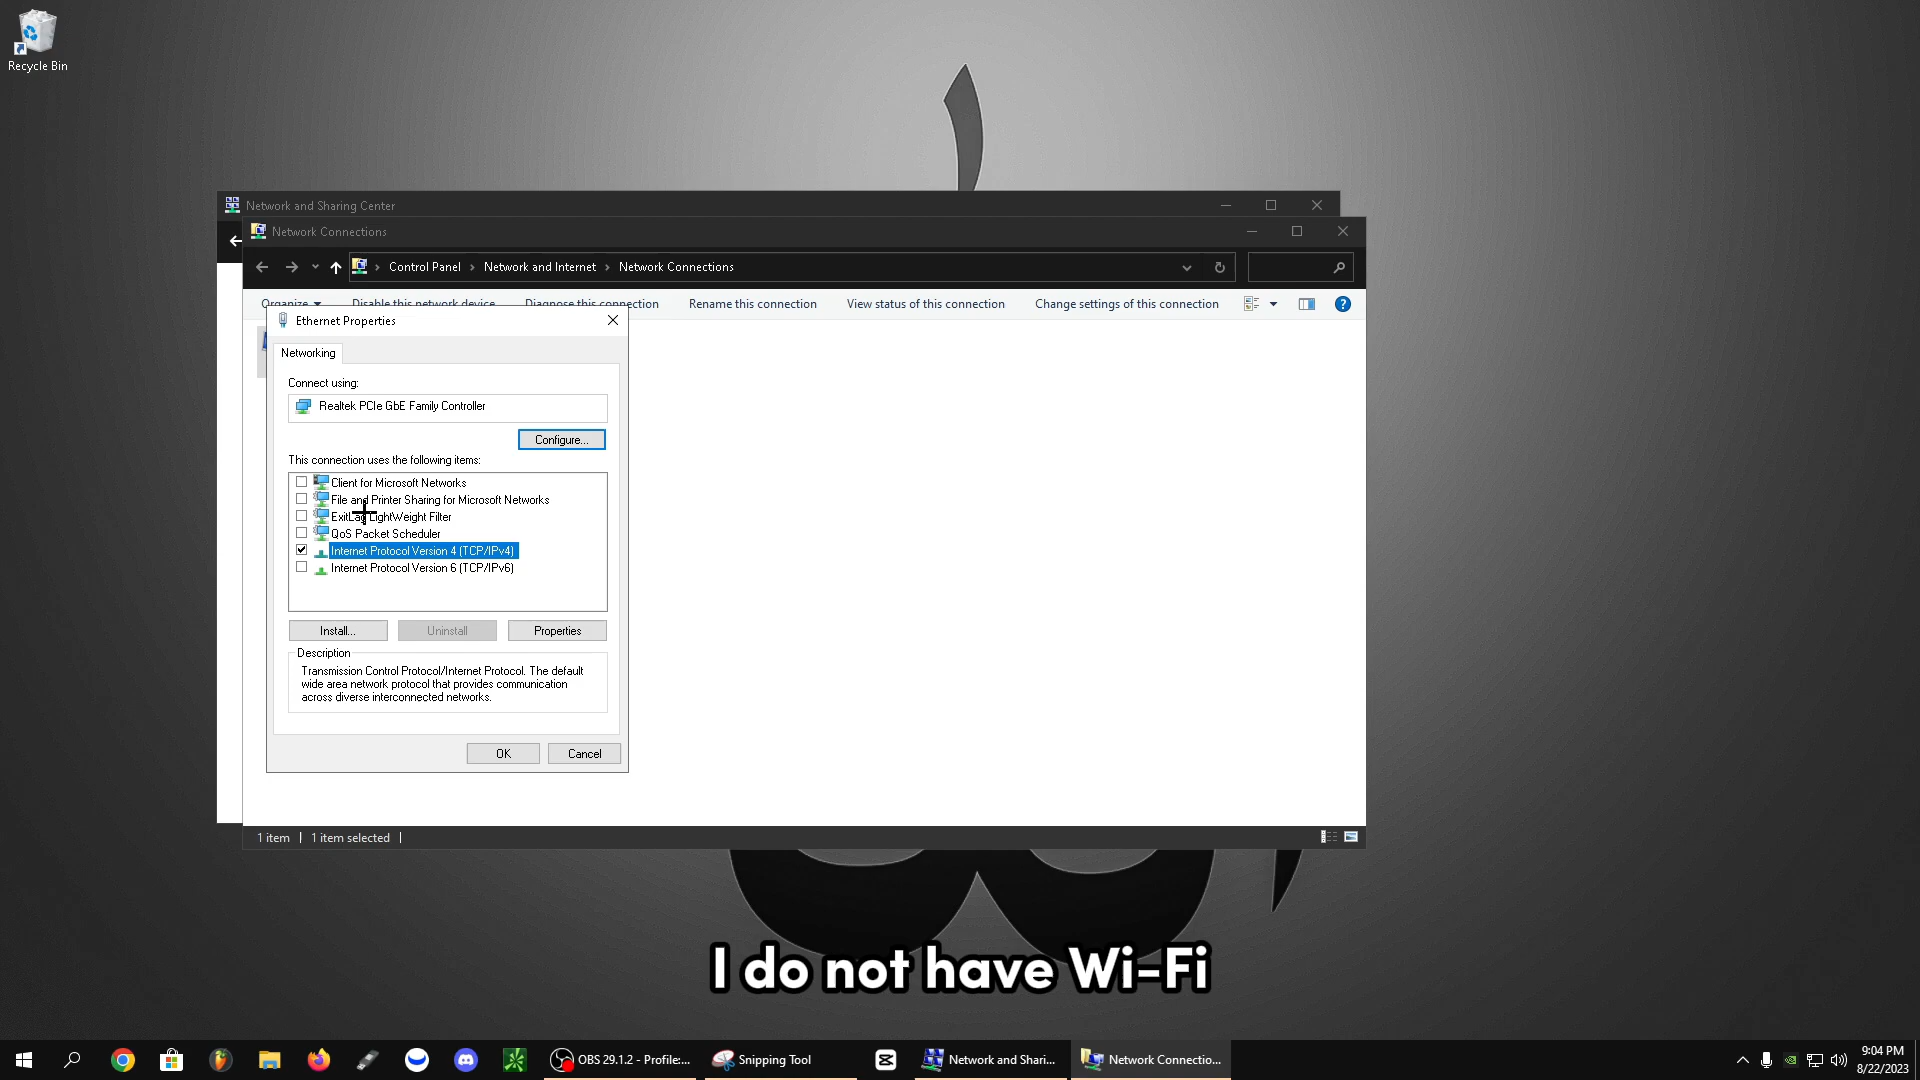 Recycle Bin
Network and Sharing Center
Network Connections
Control Panel > Network and Internet > Network Connections
Organize Disable this network device Diagnose this connection Rename this connection View status of this connection Change settings of this connection
Ethernet Properties
Networking
Connect using:
Realtek PCIe GbE Family Controller
Configure...
This connection uses the following items:
Client for Microsoft Networks
File and Printer Sharing for Microsoft Networks
ExitLag LightWeight Filter
QoS Packet Scheduler
Internet Protocol Version 4 (TCP/IPv4)
Internet Protocol Version 6 (TCP/IPv6)
Install... Uninstall Properties
Description
Transmission Control Protocol/Internet Protocol. The default
wide area network protocol that provides communication
across diverse interconnected networks.
OK Cancel
1 item | 1 item selected |
I do not have Wi-Fi
OBS 29.1.2 - Profile:... Snipping Tool Network and Shari... Network Connectio... 9:04 PM
8/22/2023